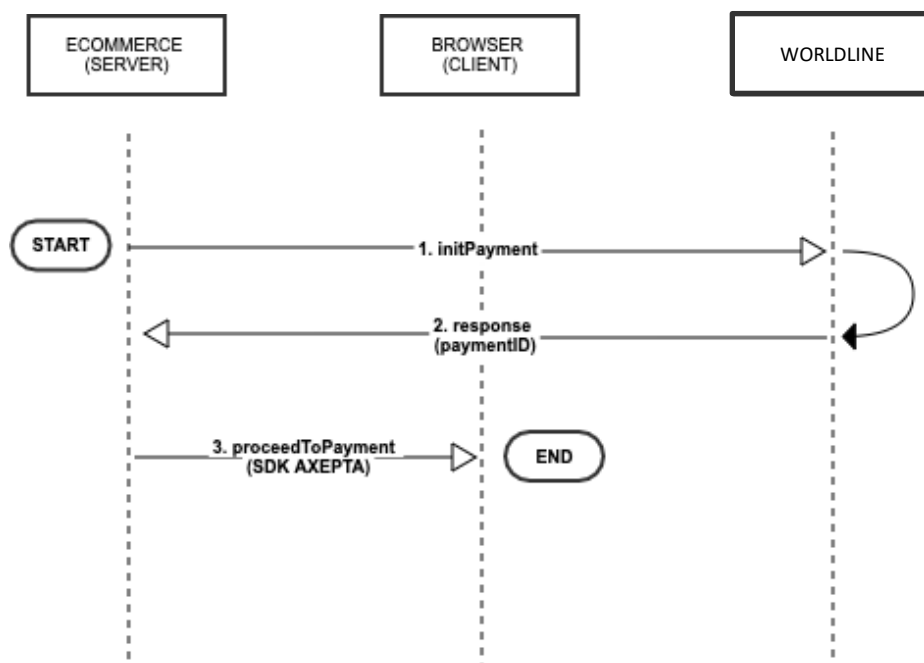 ECOMMERCE
(SERVER)
BROWSER
(CLIENT)
WORLDLINE
START
1. initPayment
2. response
(paymentID)
3. proceedToPayment
(SDK AXEPTA)
END